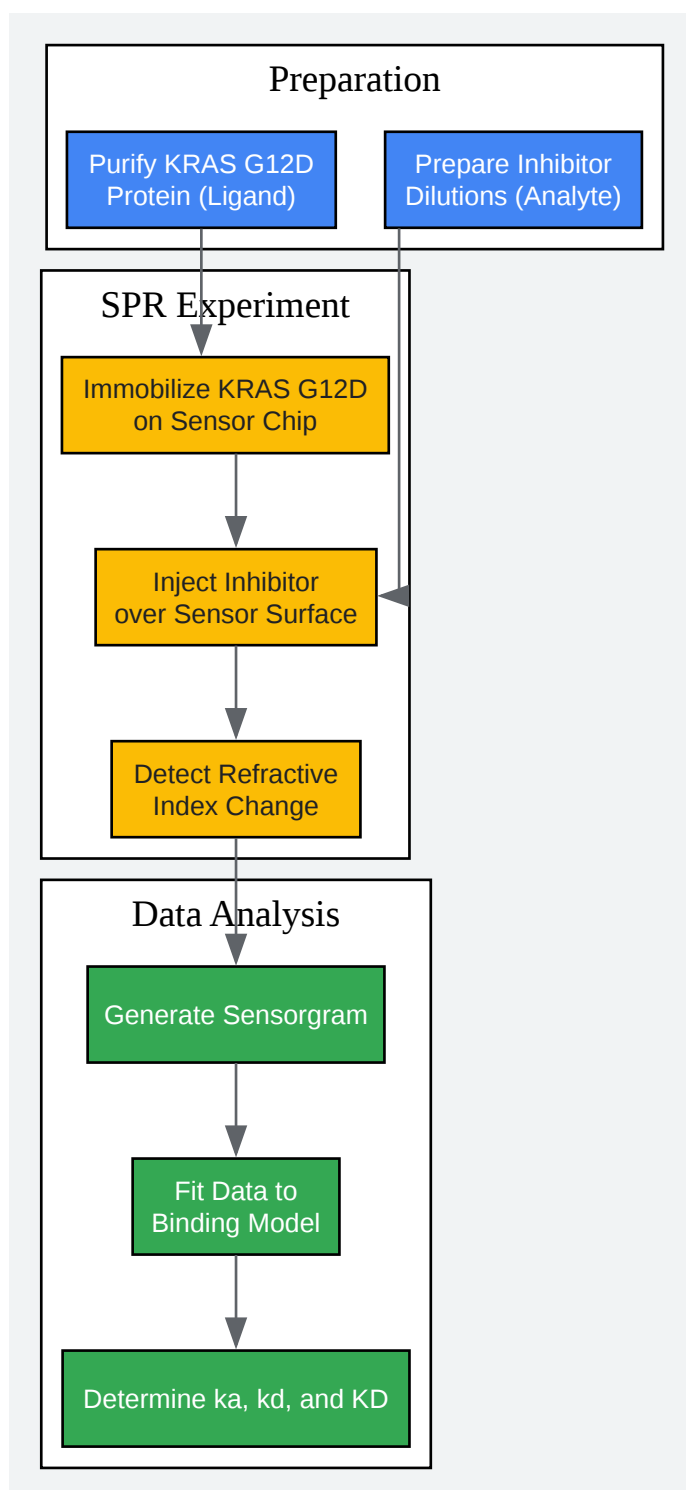 Preparation
Purify KRAS G12D
Protein (Ligand)
Prepare Inhibitor
Dilutions (Analyte)
SPR Experiment
Immobilize KRAS G12D
on Sensor Chip
Inject Inhibitor
over Sensor Surface
Detect Refractive
Index Change
Data Analysis
Generate Sensorgram
Fit Data to
Binding Model
Determine ka, kd, and KD